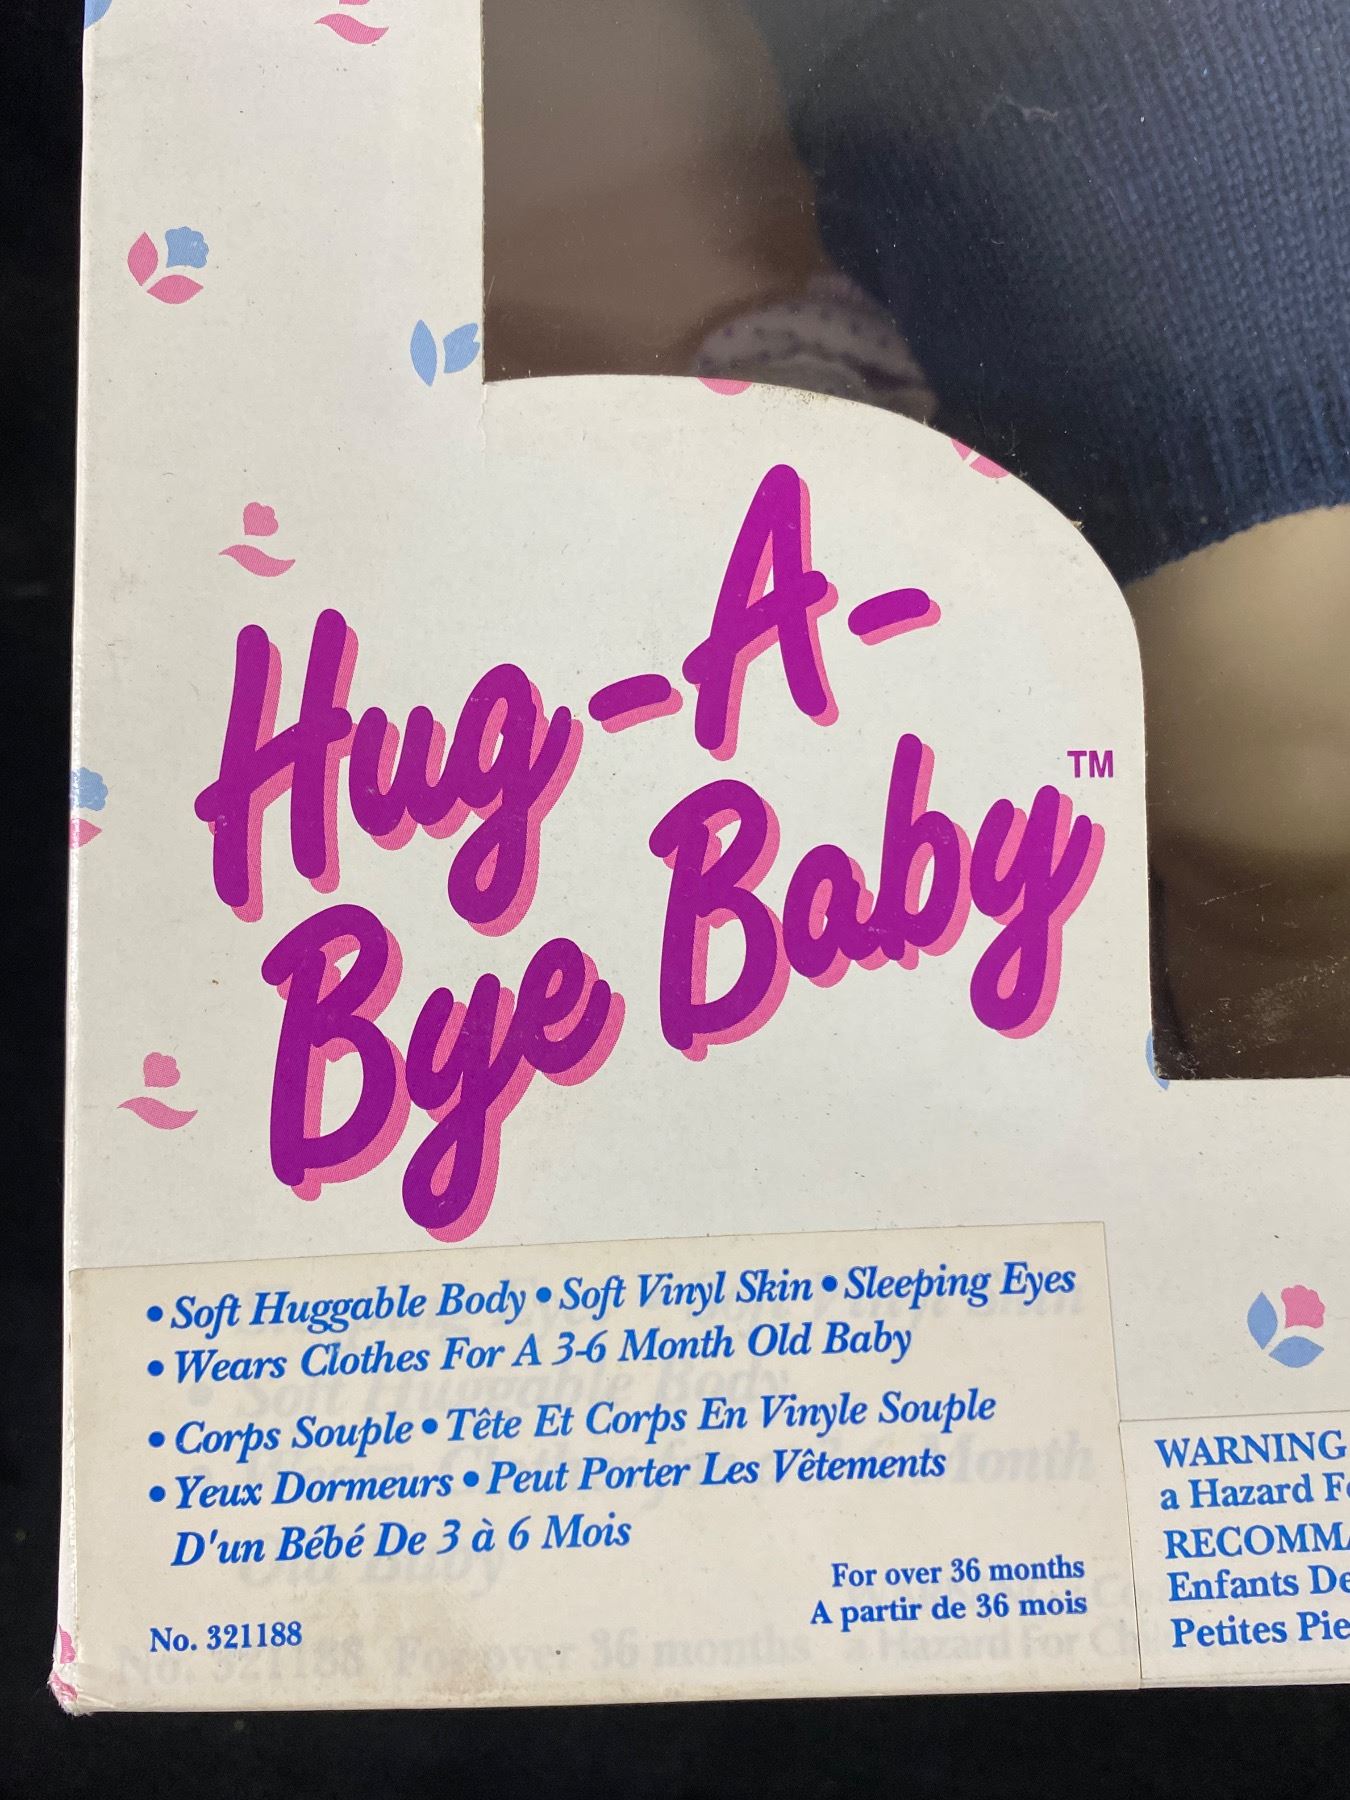 Hug-A-
Bye Baby™
• Soft Huggable Body • Soft Vinyl Skin • Sleeping Eyes
• Wears Clothes For A 3-6 Month Old Baby
• Corps Souple • Tête Et Corps En Vinyle Souple
• Yeux Dormeurs • Peut Porter Les Vêtements
D'un Bébé De 3 à 6 Mois
For over 36 months
A partir de 36 mois
No. 321188
WARNING
a Hazard
RECOMMA
Enfants De
Petites Pie